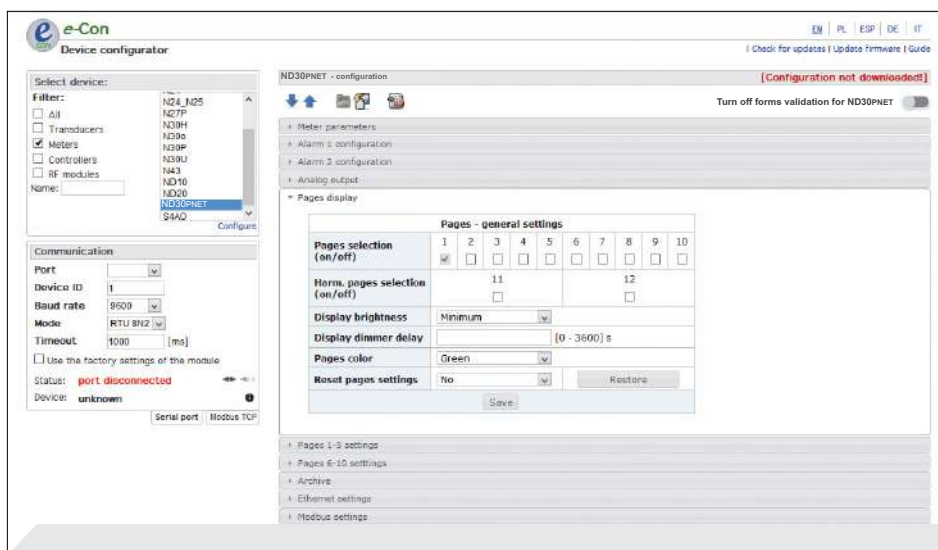 e-Con
Device configurator
EN | PL | ESP | DE | IT
| Check for updates | Update firmware | Guide
Select device:
Filter:
All
Transducers
Meters
Controllers
RF modules
Name:
N24_N25
N27P
N30H
N30o
N30P
N30U
N43
ND10
ND20
ND30PNET
S4AO
Configure
Communication
Port
Device ID 1
Baud rate 9600
Mode RTU 8N2
Timeout 1000 [ms]
Use the factory settings of the module
Status: port disconnected
Device: unknown
Serial port Modbus TCP
ND30PNET - configuration
[Configuration not downloaded!]
Turn off forms validation for ND30PNET
Meter parameters
Alarm 1 configuration
Alarm 2 configuration
Analog output
Pages display
Pages - general settings
Pages selection (on/off) 1 2 3 4 5 6 7 8 9 10
Harm. pages selection (on/off) 11 12
Display brightness Minimum
Display dimmer delay [0 - 3600] s
Pages color Green
Reset pages settings No Restore
Save
Pages 1-5 settings
Pages 6-10 setttings
Archive
Ethernet settings
Modbus settings